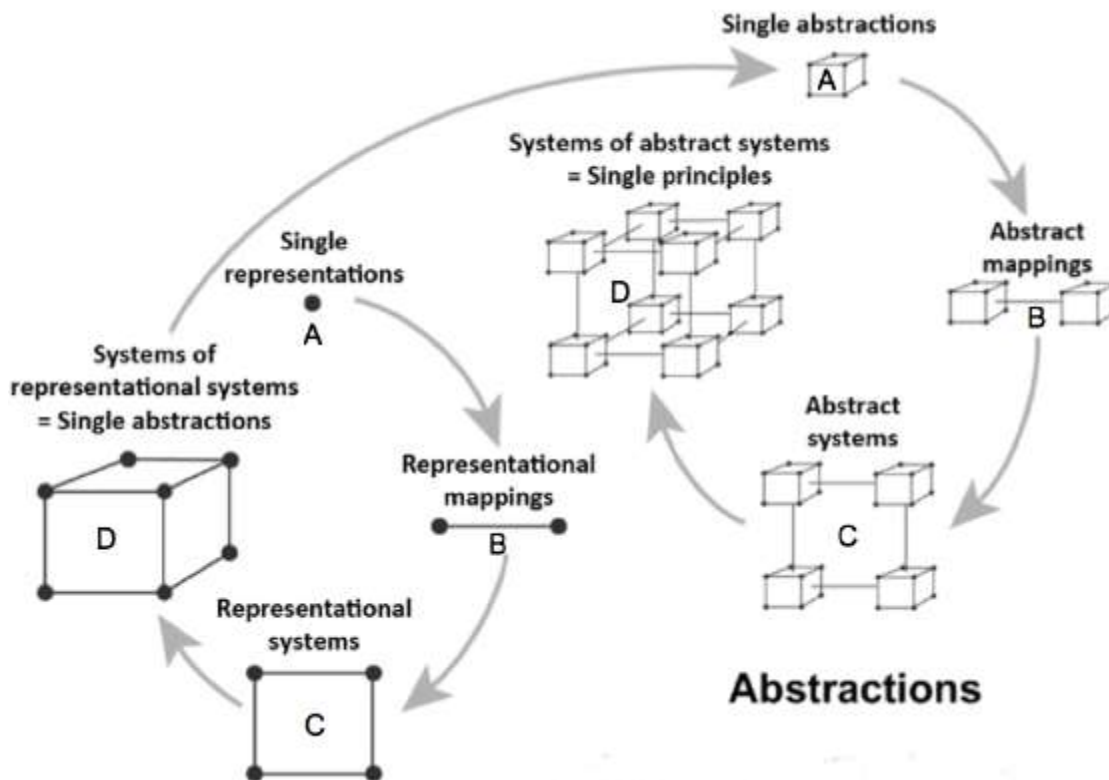 Single abstractions
A
Systems of abstract systems
= Single principles
D
Abstract
mappings
B
Single
representations
A
Systems of
representational systems
= Single abstractions
D
Representational
mappings
B
Abstract
systems
C
Representational
systems
C
Abstractions